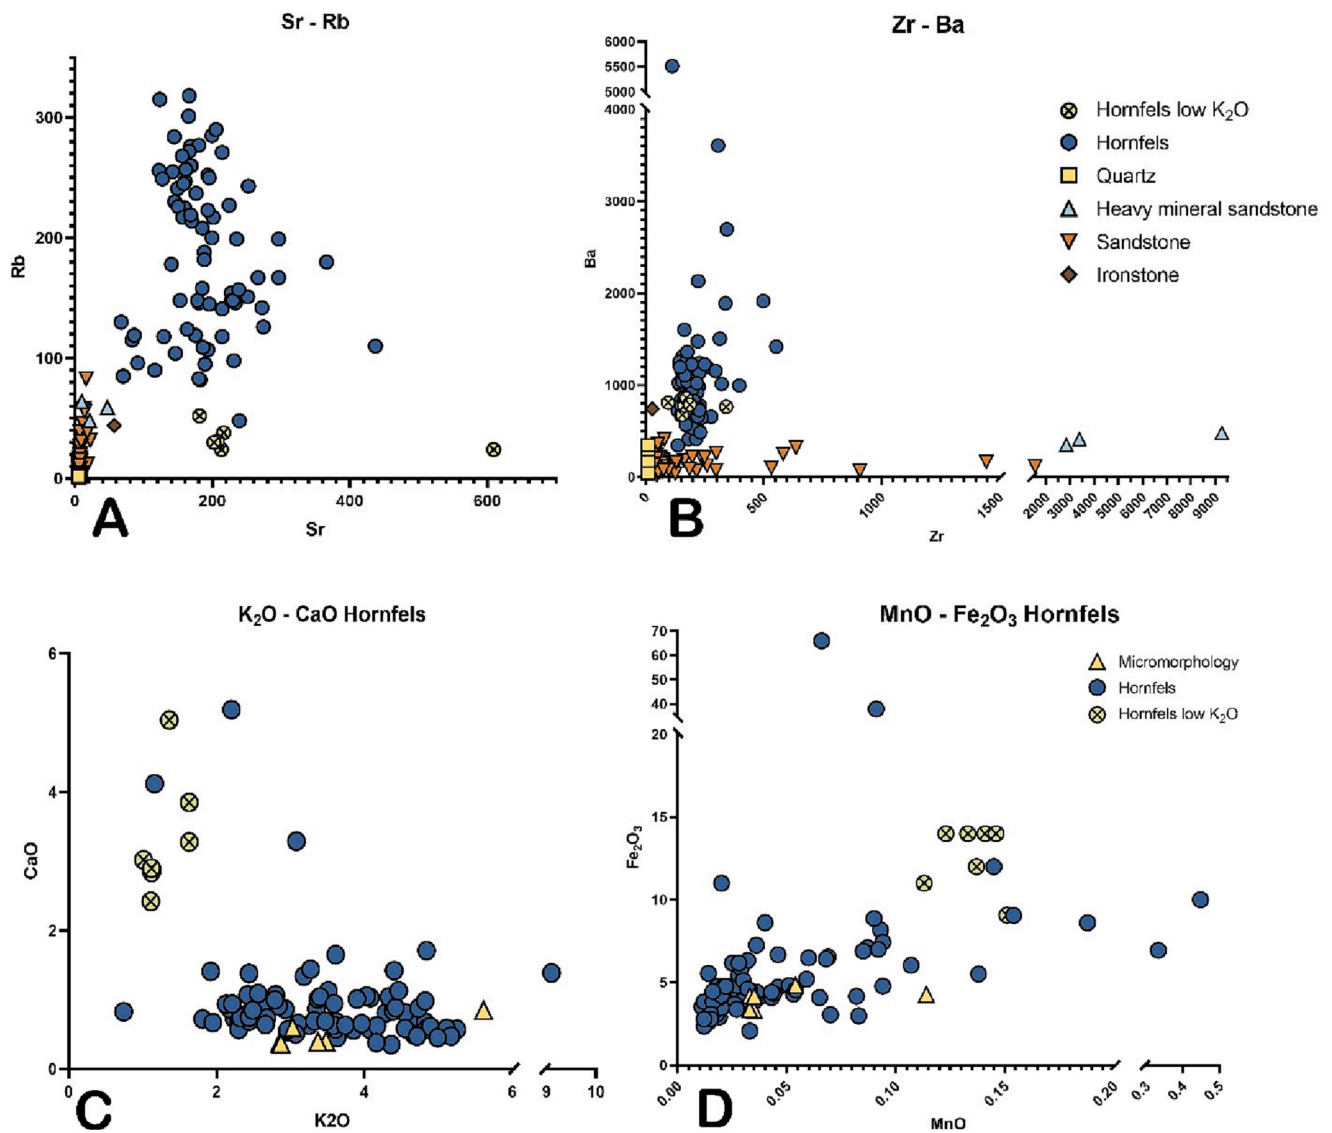 Sr - Rb
300
200
100
0
Rb
0
200
400
600
Sr
A
Zr - Ba
6000
5500
5000
4000
3000
2000
1000
0
Ba
0
500
1000
1500
2000
3000
4000
5000
6000
7000
8000
9000
Zr
B
Hornfels low K₂O
Hornfels
Quartz
Heavy mineral sandstone
Sandstone
Ironstone
K₂O - CaO Hornfels
6
4
2
0
CaO
0
2
4
6
9
10
K2O
C
MnO - Fe₂O₃ Hornfels
70
60
50
40
20
15
10
5
0
Fe₂O₃
0.00
0.05
0.10
0.15
0.20
0.3
0.4
0.5
MnO
D
Micromorphology
Hornfels
Hornfels low K₂O